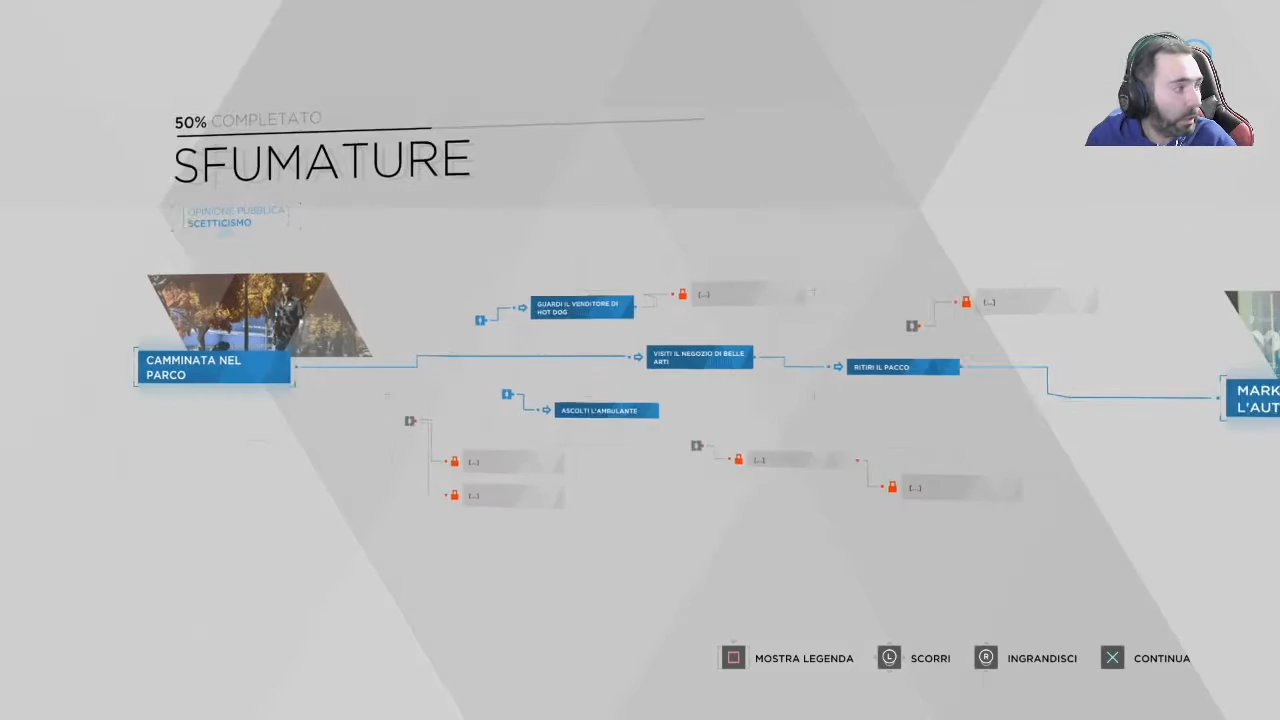 50% COMPLETATO
SFUMATURE
OPINIONE PUBBLICA
SCETTICISMO
GUARDI IL VENDITORE DI
HOT DOG
[...]
[...]
CAMMINATA NEL
PARCO
VISITI IL NEGOZIO DI BELLE
ARTI
RITIRI IL PACCO
MARK
L'AUT
ASCOLTI L'AMBULANTE
[...]
[...]
[...]
[...]
MOSTRA LEGENDA
L
SCORRI
R
INGRANDISCI
CONTINUA